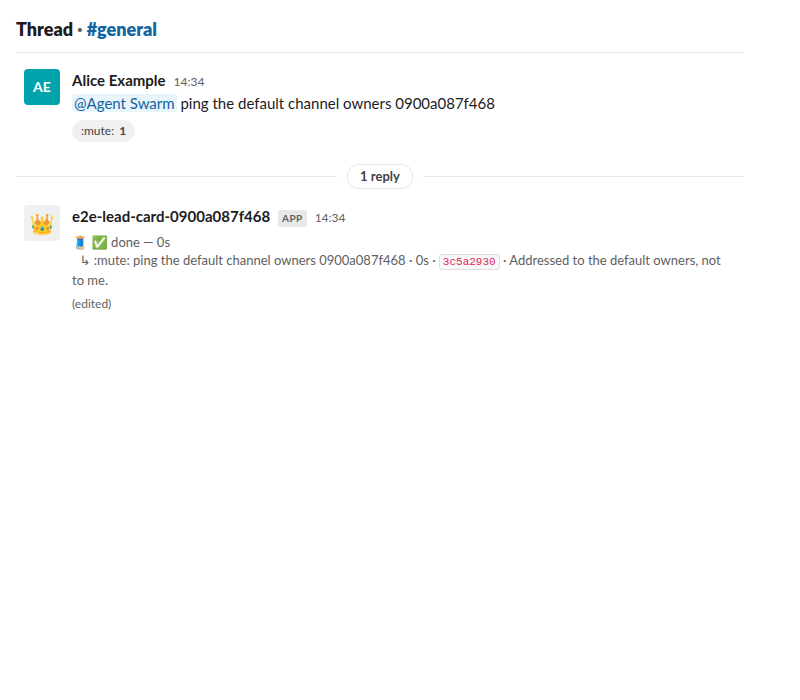 Thread • #general
AE
Alice Example 14:34
@Agent Swarm ping the default channel owners 0900a087f468
:mute: 1
1 reply
e2e-lead-card-0900a087f468 APP 14:34
🧵 ✅ done — 0s
↳ :mute: ping the default channel owners 0900a087f468 · 0s · 3c5a2930 · Addressed to the default owners, not
to me.
(edited)